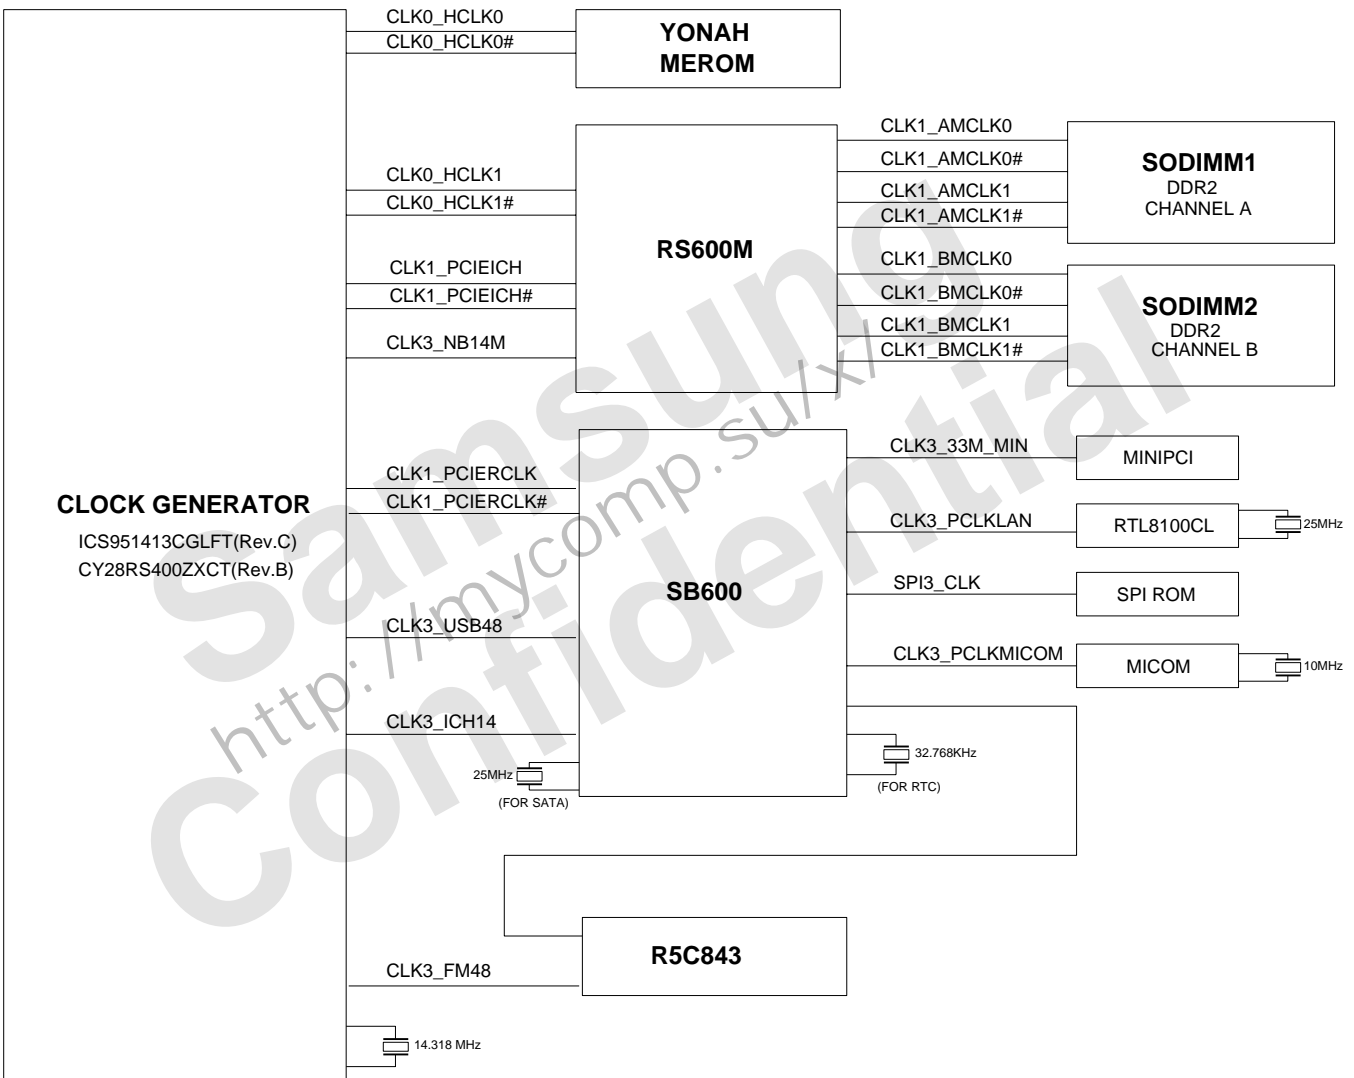 CLK0_HCLK0
CLK0_HCLK0#
YONAH
MEROM
CLK0_HCLK1
CLK0_HCLK1#
CLK1_PCIEICH
CLK1_PCIEICH#
CLK3_NB14M
RS600M
CLK1_AMCLK0
CLK1_AMCLK0#
CLK1_AMCLK1
CLK1_AMCLK1#
SODIMM1
DDR2
CHANNEL A
CLK1_BMCLK0
CLK1_BMCLK0#
CLK1_BMCLK1
CLK1_BMCLK1#
SODIMM2
DDR2
CHANNEL B
CLOCK GENERATOR
ICS951413CGLFT(Rev.C)
CY28RS400ZXCT(Rev.B)
CLK1_PCIERCLK
CLK1_PCIERCLK#
CLK3_USB48
CLK3_ICH14
25MHz
(FOR SATA)
SB600
CLK3_33M_MIN
MINIPCI
CLK3_PCLKLAN
RTL8100CL
25MHz
SPI3_CLK
SPI ROM
CLK3_PCLKMICOM
MICOM
10MHz
32.768KHz
(FOR RTC)
R5C843
CLK3_FM48
14.318 MHz
Samsung
Confidential
http://mycomp.su/x/